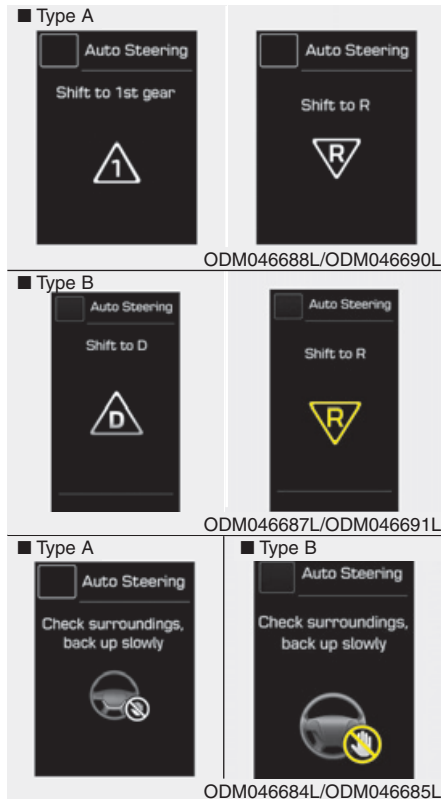 ■ Type A
Auto Steering
Shift to 1st gear
1
Auto Steering
Shift to R
R
ODM046688L/ODM046690L
■ Type B
Auto Steering
Shift to D
D
Auto Steering
Shift to R
R
ODM046687L/ODM046691L
■ Type A
Auto Steering
Check surroundings,
back up slowly
■ Type B
Auto Steering
Check surroundings,
back up slowly
ODM046684L/ODM046685L